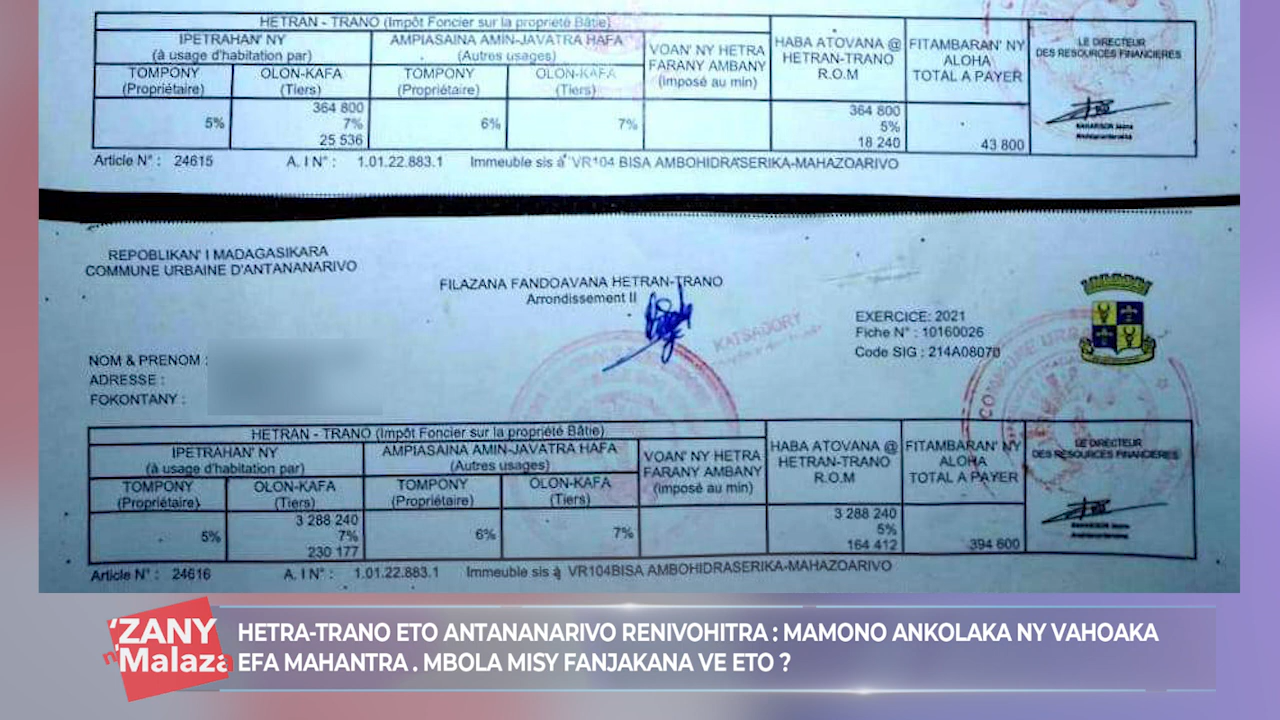 HETRAN - TRANO (Impôt Foncier sur la propriété Bâtie)
IPETRAHAN' NY
(à usage d'habitation par)
AMPIASAINA AMIN-JAVATRA HAFA
(Autres usages)
VOAN' NY HETRA
FARANY AMBANY
(imposé au min)
HABA ATOVANA @
HETRAN-TRANO
R.O.M
FITAMBARAN' NY
ALOHA
TOTAL A PAYER
LE DIRECTEUR
DES RESOURCES FINANCIERES
TOMPONY
(Propriétaire)
OLON-KAFA
(Tiers)
TOMPONY
(Propriétaire)
OLON-KAFA
(Tiers)
5%
364 800
7%
25 536
6%
7%
364 800
5%
18 240
43 800
Article N° : 24615 A. I N° : 1.01.22.883.1 Immeuble sis à VR104 BISA AMBOHIDRASERIKA-MAHAZOARIVO
REPOBLIKAN' I MADAGASIKARA
COMMUNE URBAINE D'ANTANANARIVO
FILAZANA FANDOAVANA HETRAN-TRANO
Arrondissement II
KATSADORY
EXERCICE: 2021
Fiche N° : 10160026
Code SIG : 214A08070
NOM & PRENOM :
ADRESSE :
FOKONTANY :
COMMUNE URBA
HETRAN - TRANO (Impôt Foncier sur la propriété Bâtie)
IPETRAHAN' NY
(à usage d'habitation par)
AMPIASAINA AMIN-JAVATRA HAFA
(Autres usages)
VOAN' NY HETRA
FARANY AMBANY
(imposé au min)
HABA ATOVANA @
HETRAN-TRANO
R.O.M
FITAMBARAN' NY
ALOHA
TOTAL A PAYER
LE DIRECTEUR
DES RESOURCES FINANCIERES
TOMPONY
(Propriétaire)
OLON-KAFA
(Tiers)
TOMPONY
(Propriétaire)
OLON-KAFA
(Tiers)
5%
3 288 240
7%
230 177
6%
7%
3 288 240
5%
164 412
394 600
Article N° : 24616 A. I N° : 1.01.22.883.1 Immeuble sis à VR104BISA AMBOHIDRASERIKA-MAHAZOARIVO
'ZANY
n'Malaza
HETRA-TRANO ETO ANTANANARIVO RENIVOHITRA : MAMONO ANKOLAKA NY VAHOAKA
EFA MAHANTRA . MBOLA MISY FANJAKANA VE ETO ?